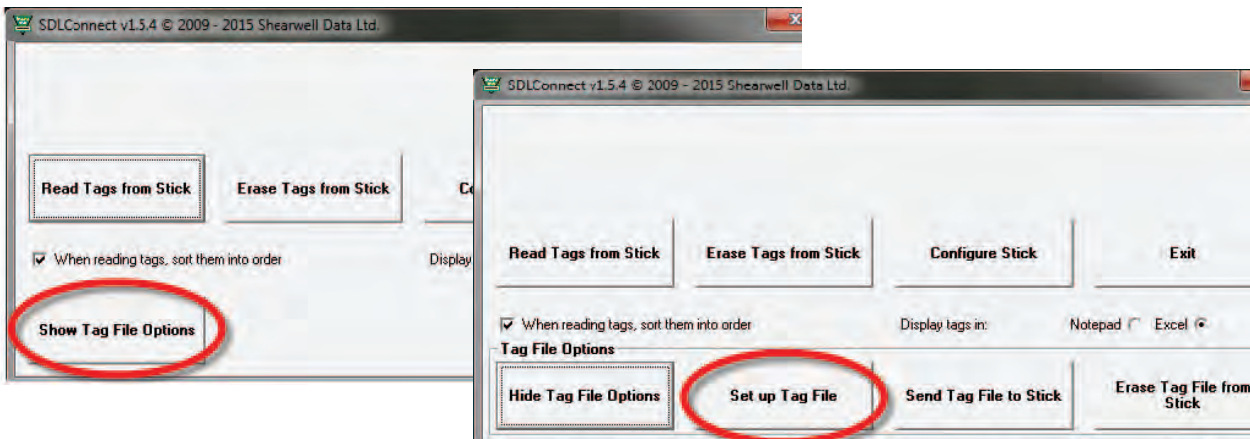 SDLConnect v1.5.4 © 2009 - 2015 Shearwell Data Ltd.
Read Tags from Stick
Erase Tags from Stick
When reading tags, sort them into order
Display
Show Tag File Options
SDLConnect v1.5.4 © 2009 - 2015 Shearwell Data Ltd.
Read Tags from Stick
Erase Tags from Stick
Configure Stick
Exit
When reading tags, sort them into order
Display tags in:
Notepad
Excel
Tag File Options
Hide Tag File Options
Set up Tag File
Send Tag File to Stick
Erase Tag File from
Stick